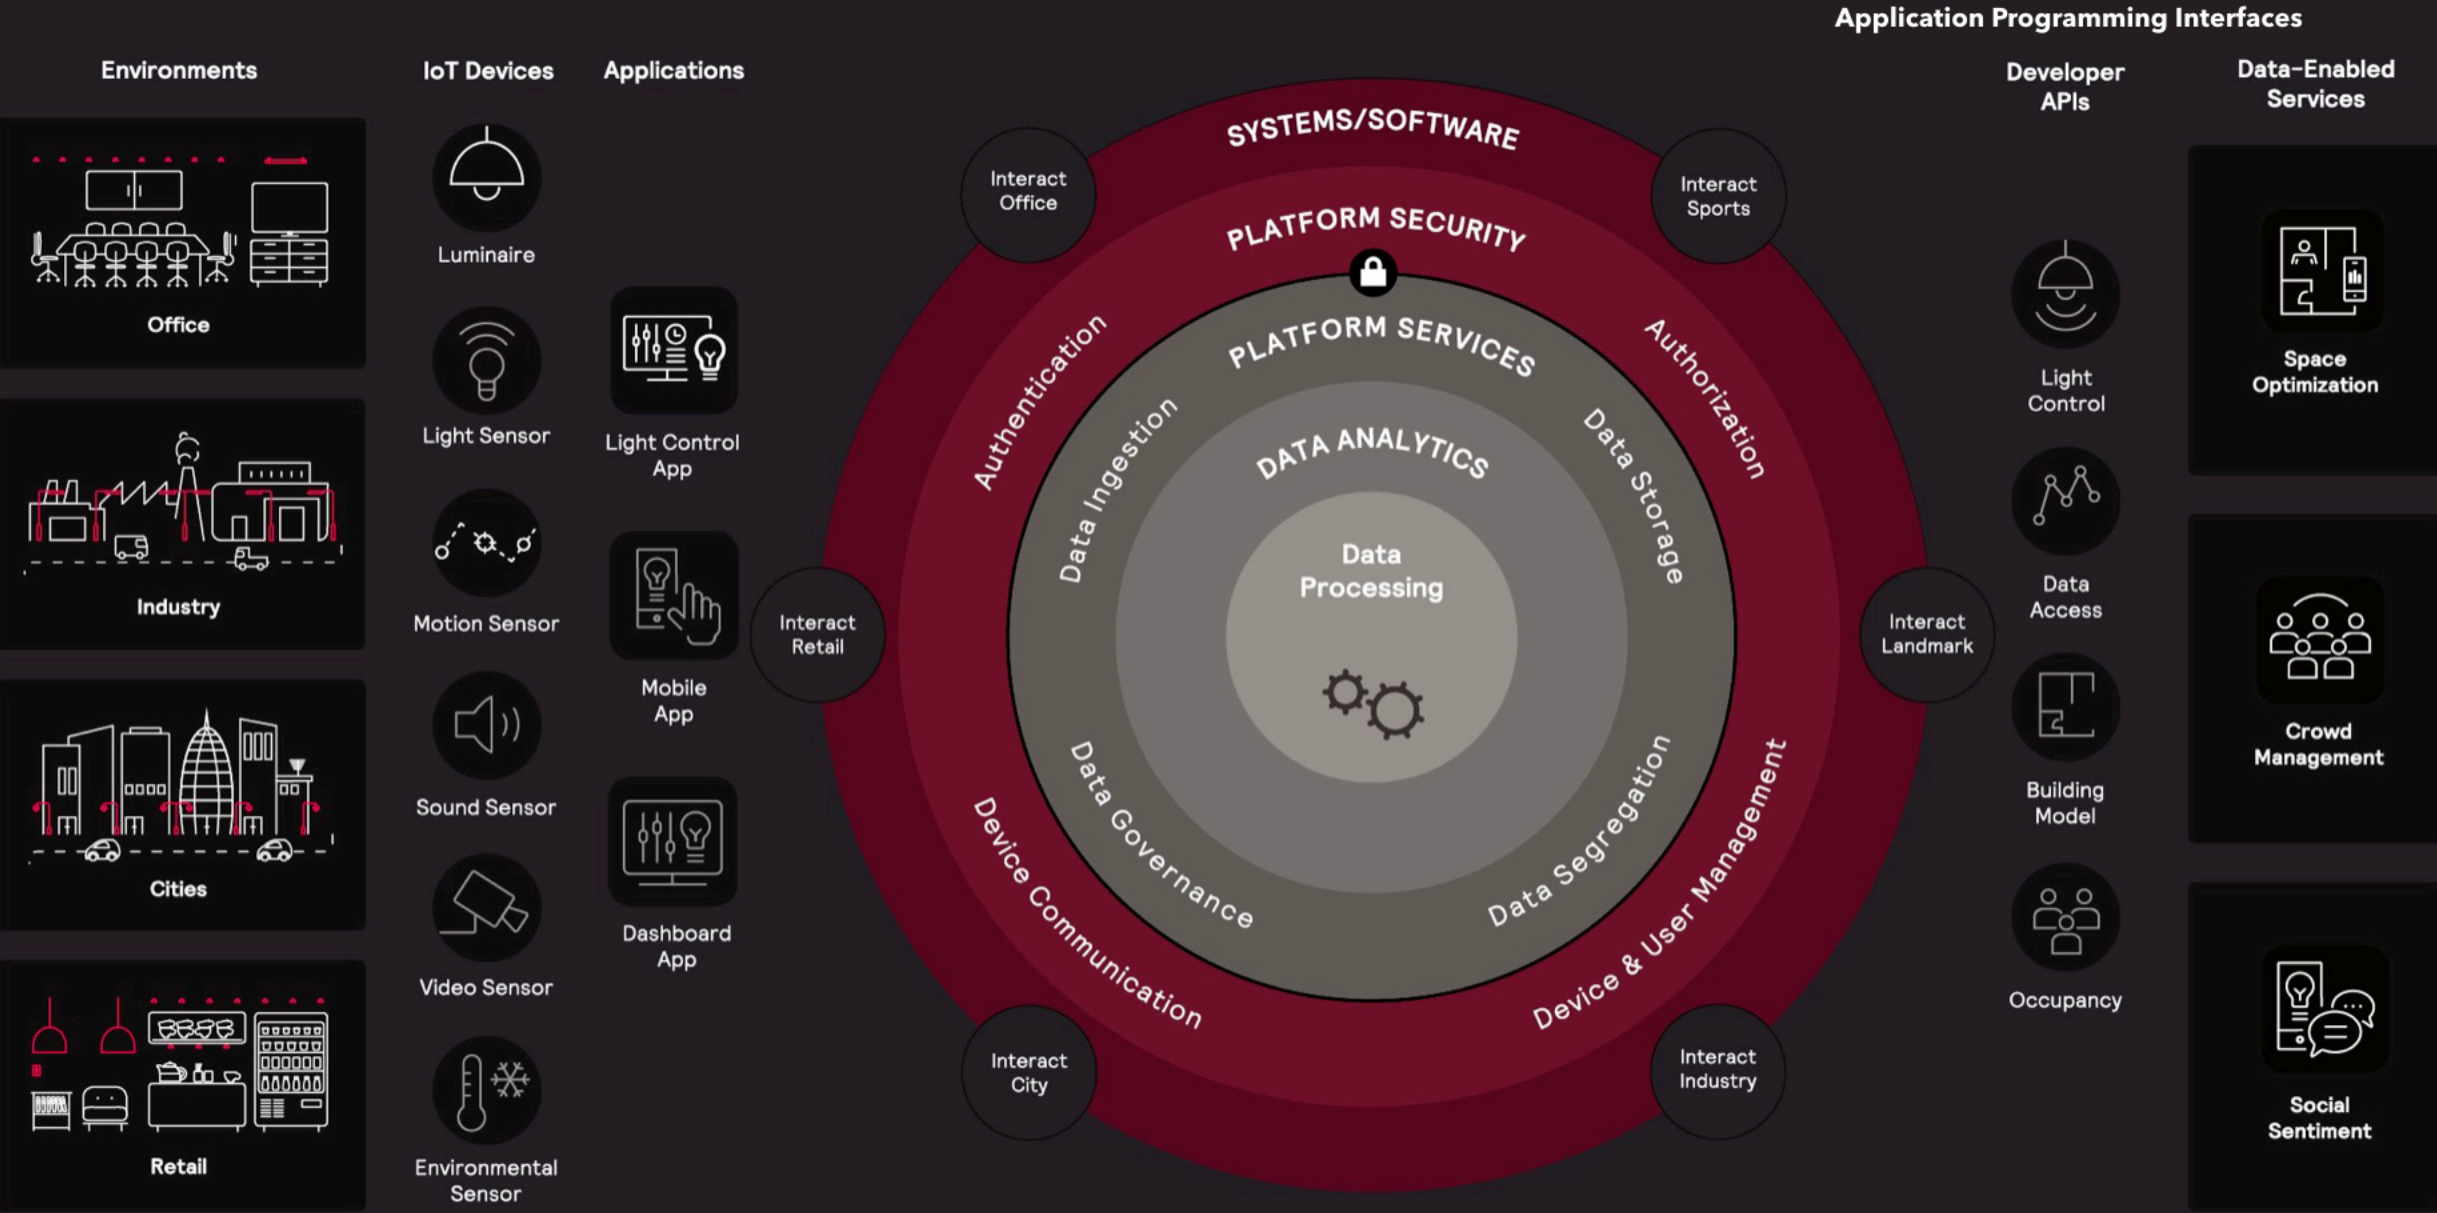 Application Programming Interfaces
Environments
IoT Devices
Applications
Developer
APIs
Data-Enabled
Services
Office
Industry
Cities
Retail
Luminaire
Light Sensor
Motion Sensor
Sound Sensor
Video Sensor
Environmental
Sensor
Light Control
App
Mobile
App
Dashboard
App
SYSTEMS/SOFTWARE
Interact
Office
Interact
Sports
Interact
Retail
Interact
Landmark
Interact
City
Interact
Industry
PLATFORM SECURITY
Authentication
Authorization
Device Communication
Device & User Management
PLATFORM SERVICES
Data Ingestion
Data Storage
Data Governance
Data Segregation
DATA ANALYTICS
Data
Processing
Light
Control
Data
Access
Building
Model
Occupancy
Space
Optimization
Crowd
Management
Social
Sentiment